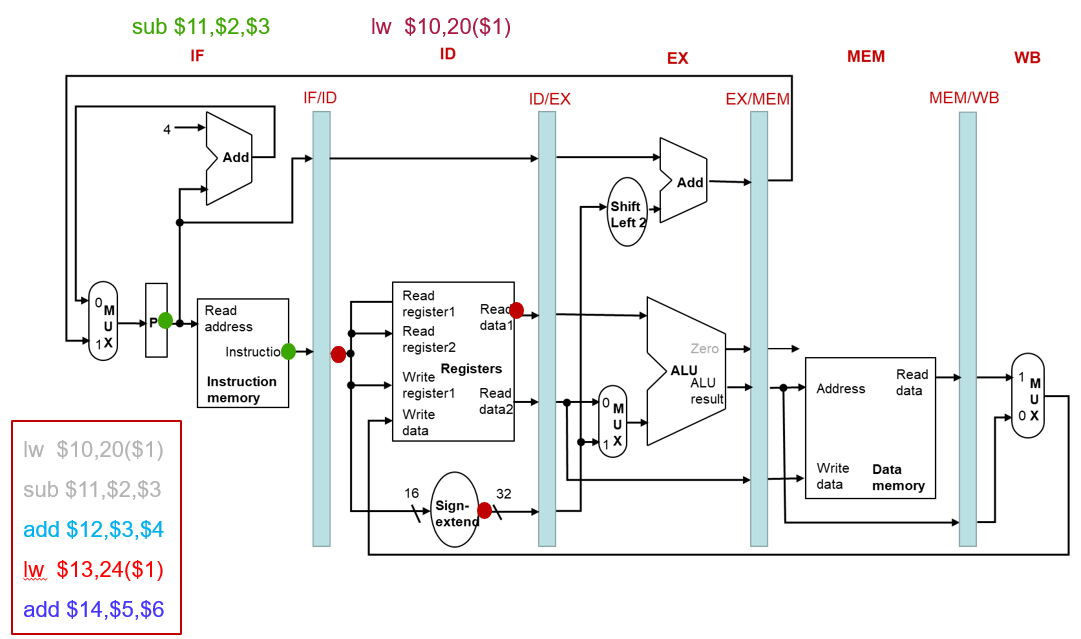 sub $11,$2,$3
lw $10,20($1)
IF
ID
EX
MEM
WB
IF/ID
ID/EX
EX/MEM
MEM/WB
4
Add
Add
Shift
Left 2
0
M
U
1 X
P
Read
address
Instructio
Instruction
memory
Read
register1
Read
register2
Write
register1
Write
data
Registers
Read
data1
Read
data2
16
Sign-
extend
32
0
M
U
1 X
Zero
ALU
ALU
result
Address
Read
data
Write
data
Data
memory
1
M
U
0 X
lw $10,20($1)
sub $11,$2,$3
add $12,$3,$4
lw $13,24($1)
add $14,$5,$6